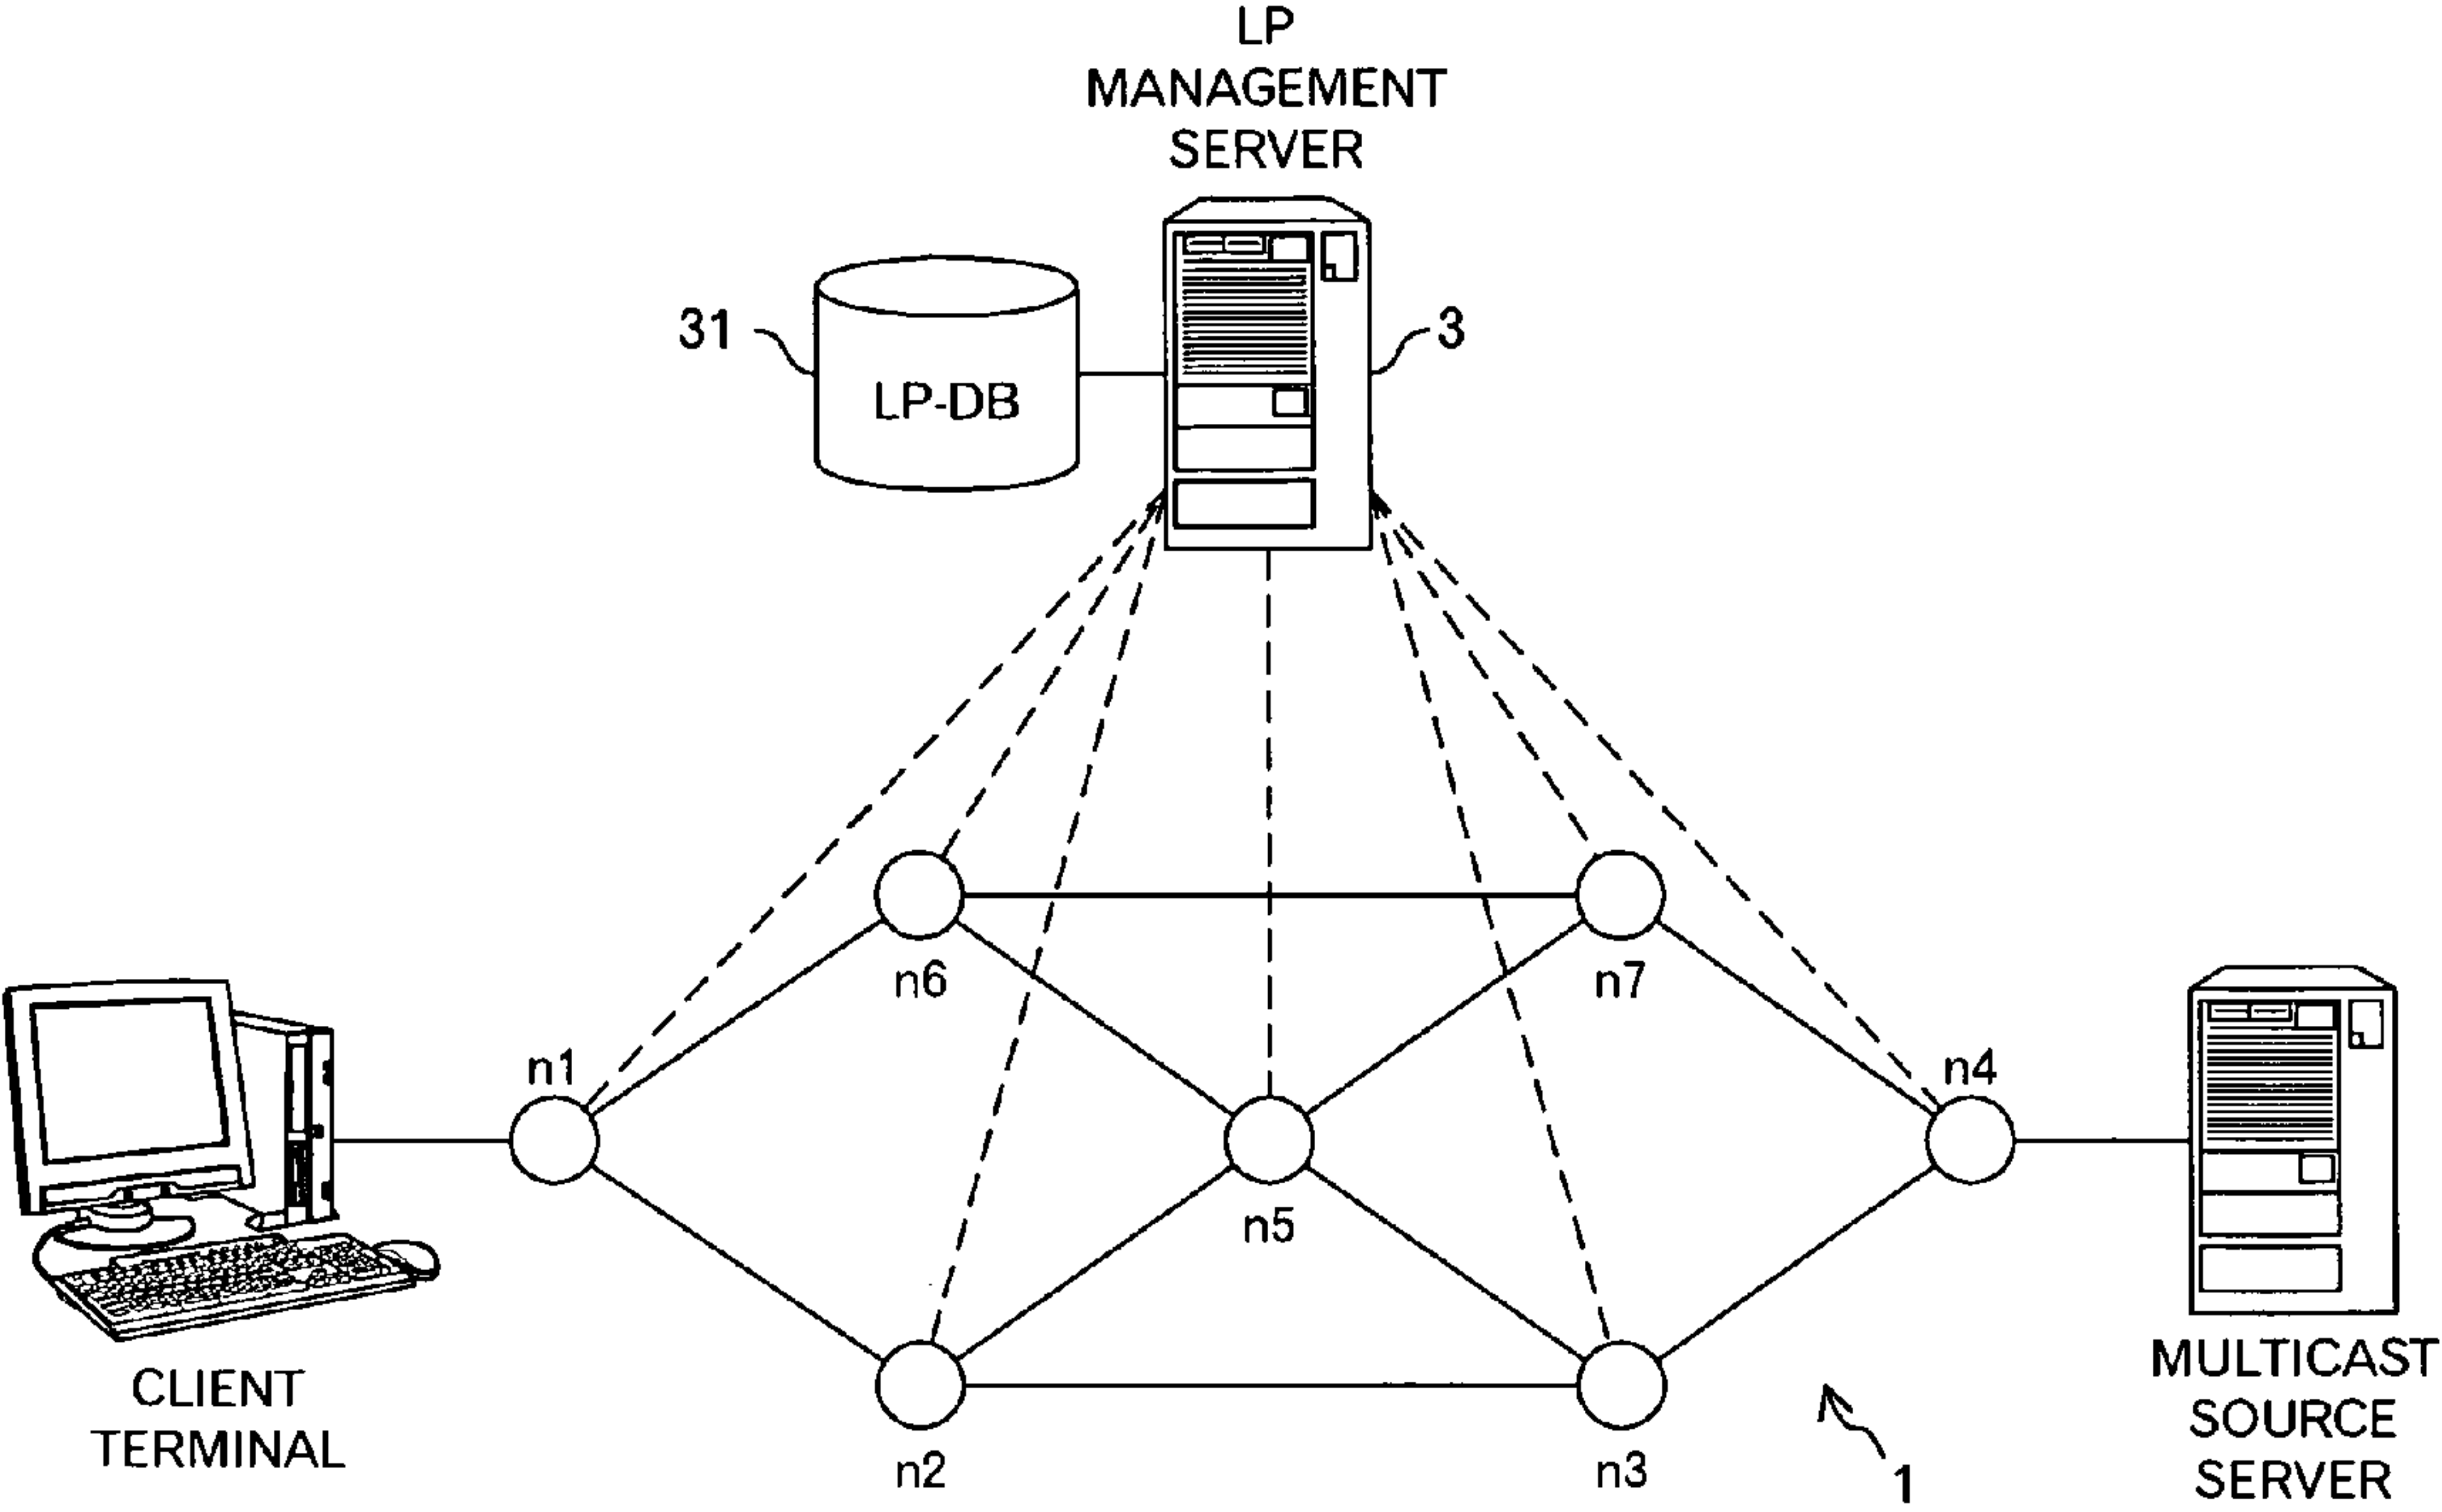 LP
MANAGEMENT
SERVER
31
3
LP-DB
n6
n7
n1
n4
n5
CLIENT
TERMINAL
n2
n3
1
MULTICAST
SOURCE
SERVER